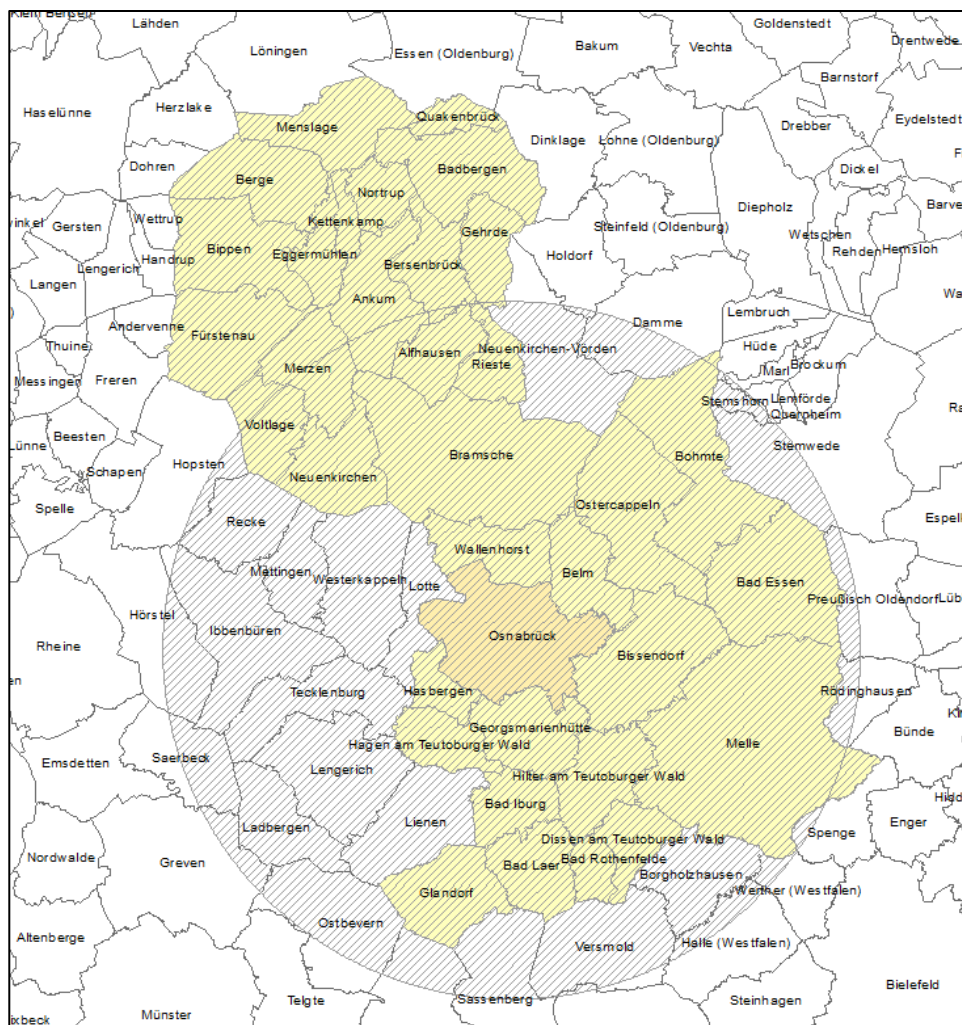 Lähden
Goldenstedt
Löningen
Essen (Oldenburg)
Bakum
Vechta
Drentwede
Barnstorf
Haselünne
Herzlake
Quakenbrück
Menslage
Dinklage
Lohne (Oldenburg)
Drebber
Eydelstedt
Dohren
Badbergen
Dickel
Berge
Nortrup
Wettrup
Kettenkamp
Gehrde
Diepholz
Gersten
Steinfeld (Oldenburg)
Wetschen
Bippen
Eggermühlen
Rehden
Hemsloh
Handrup
Lengerich
Bersenbrück
Holdorf
Langen
Ankum
Lembruch
Andervenne
Damme
Fürstenau
Thuine
Alfhausen
Neuenkirchen-Vörden
Hüde
Rieste
Brockum
Marl
Merzen
Messingen
Freren
Stemshorn
Lemförde
Quernheim
Voltlage
Beesten
Stemwede
Lünne
Bramsche
Bohmte
Hopsten
Schapen
Neuenkirchen
Ostercappeln
Spelle
Recke
Wallenhorst
Mettingen
Westerkappeln
Belm
Lotte
Bad Essen
Preußisch Oldendorf
Hörstel
Ibbenbüren
Osnabrück
Rheine
Bissendorf
Tecklenburg
Hasbergen
Rödinghausen
Georgsmarienhütte
Bünde
Hagen am Teutoburger Wald
Melle
Saerbeck
Emsdetten
Lengerich
Hilter am Teutoburger Wald
Bad Iburg
Ladbergen
Lienen
Enger
Spenge
Dissen am Teutoburger Wald
Nordwalde
Greven
Bad Rothenfelde
Bad Laer
Borgholzhausen
Glandorf
Werther (Westfalen)
Ostbevern
Altenberge
Versmold
Halle (Westfalen)
Bielefeld
Telgte
Sassenberg
Steinhagen
Münster